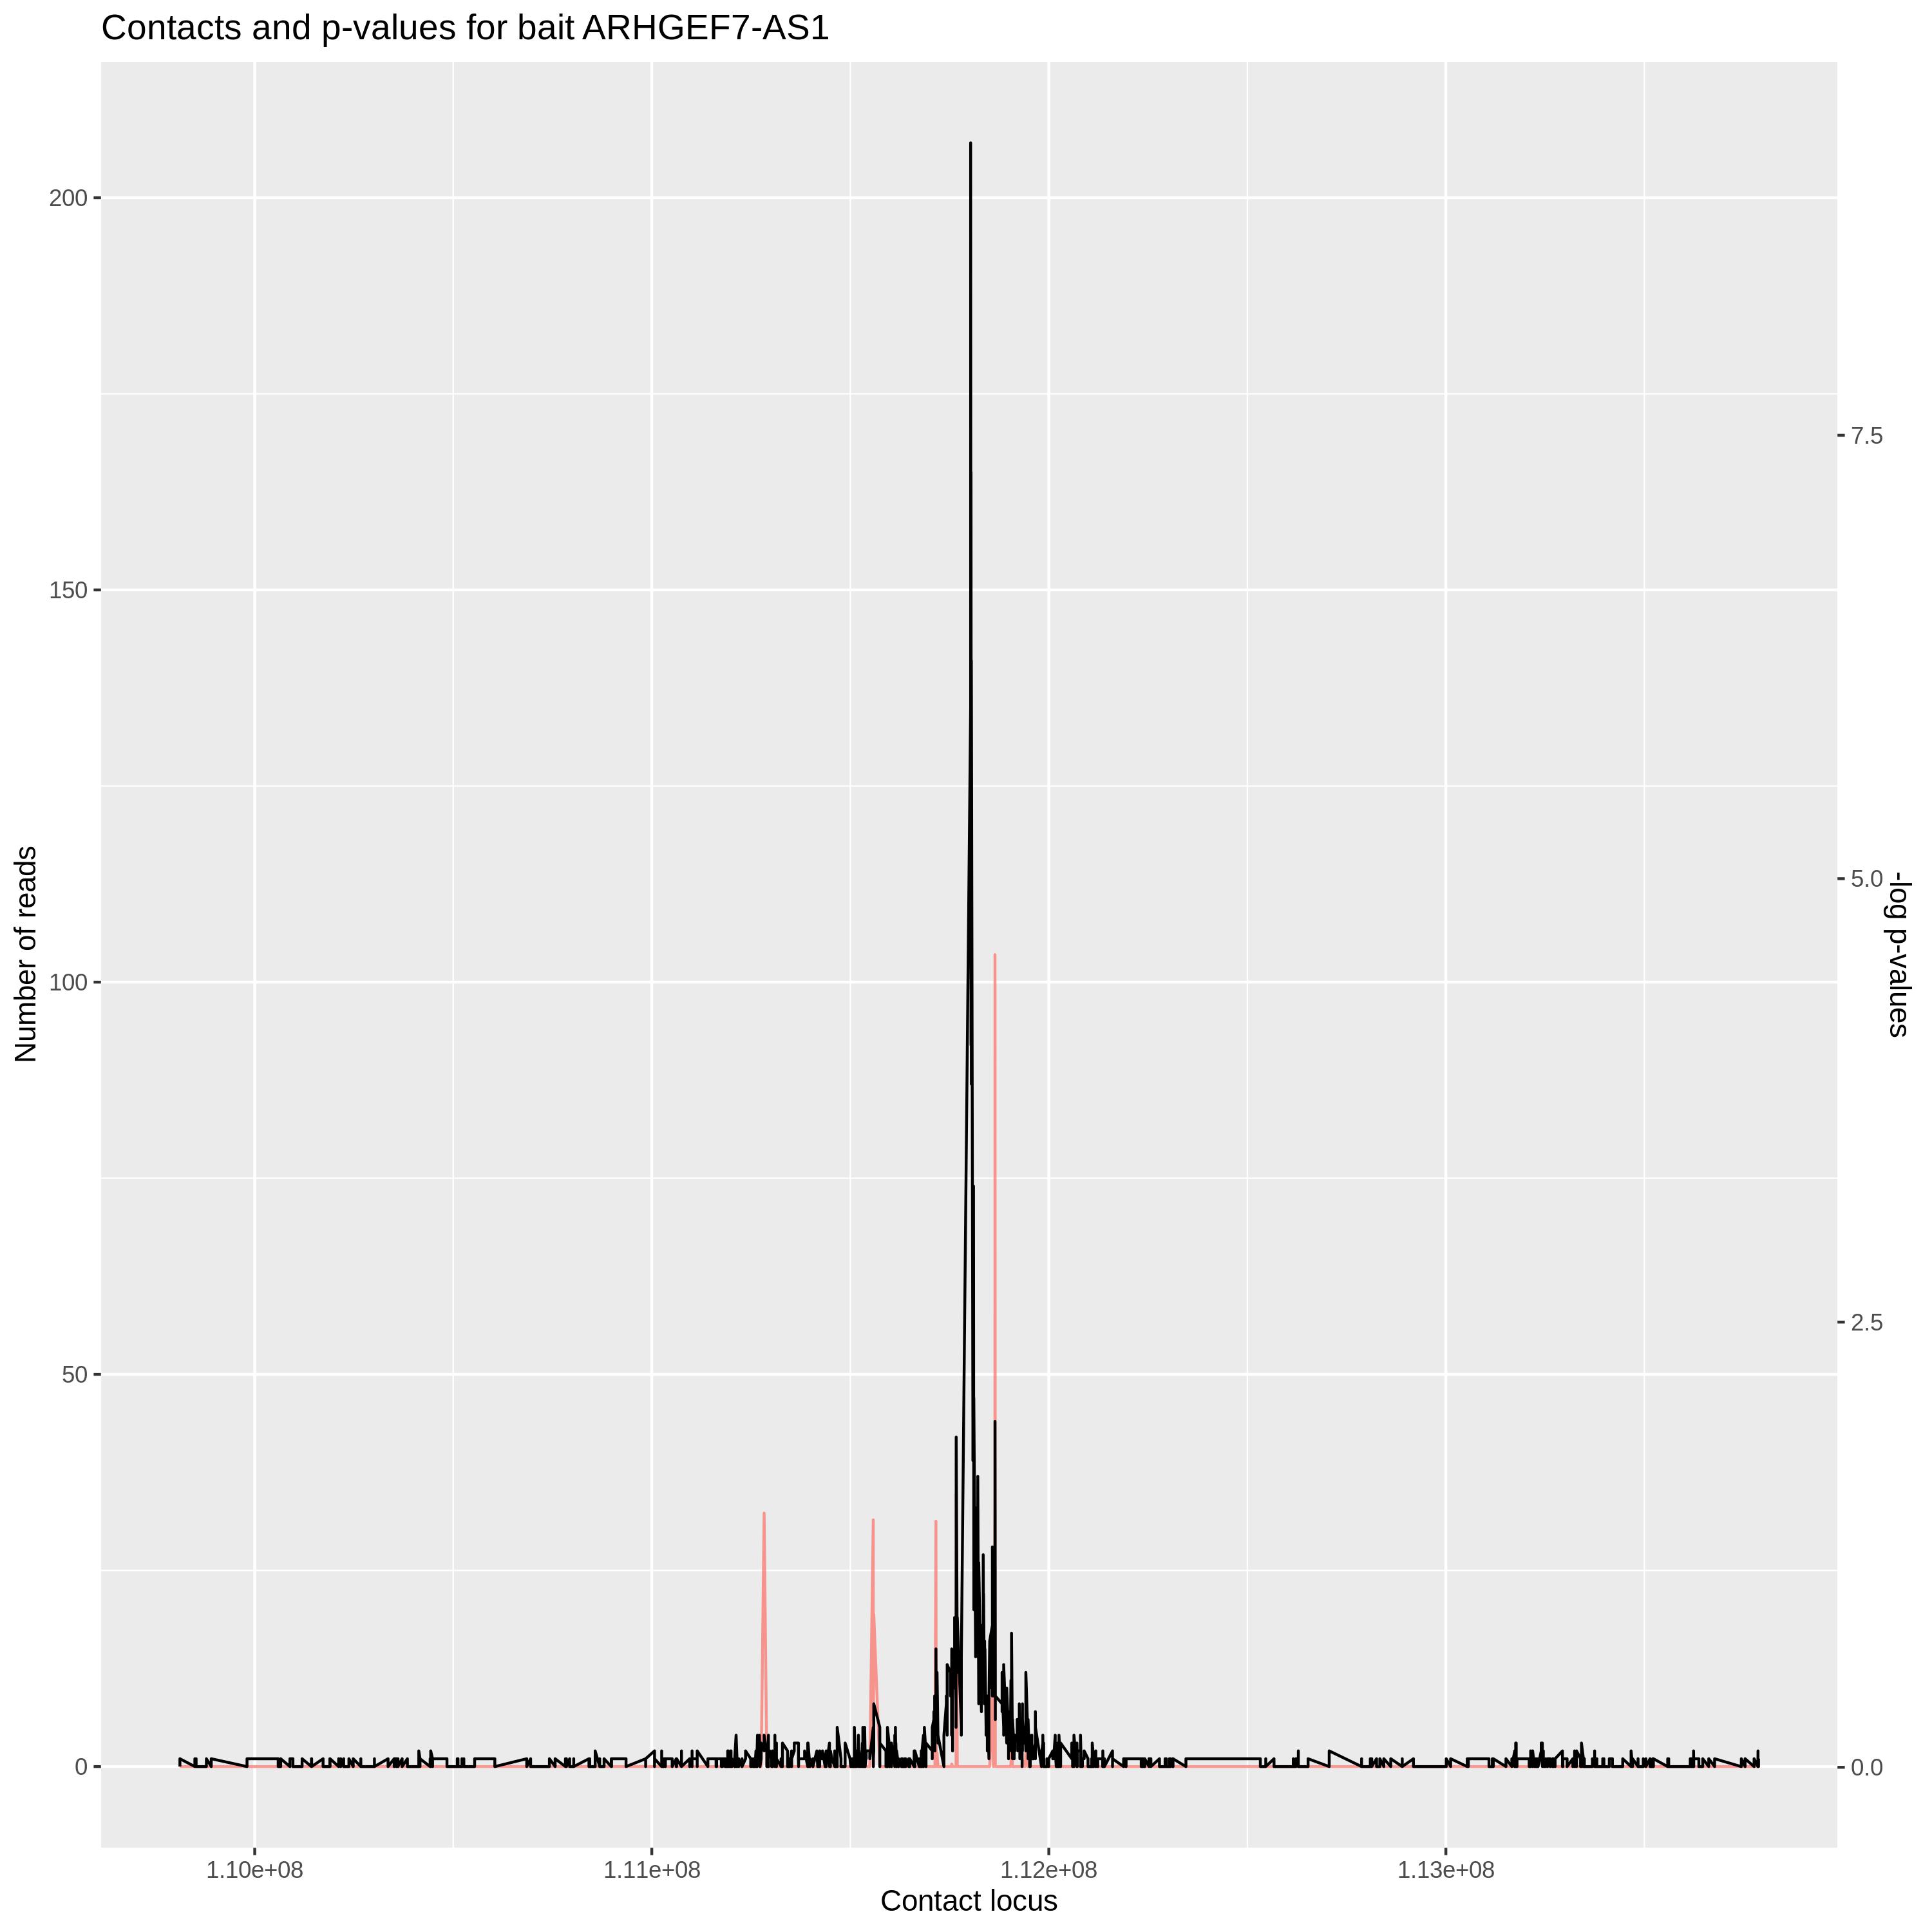 Contacts and p-values for bait ARHGEF7-AS1
200
150
100
50
0
Number of reads
7.5
5.0
2.5
0.0
-log p-values
1.10e+08
1.11e+08
1.12e+08
1.13e+08
Contact locus